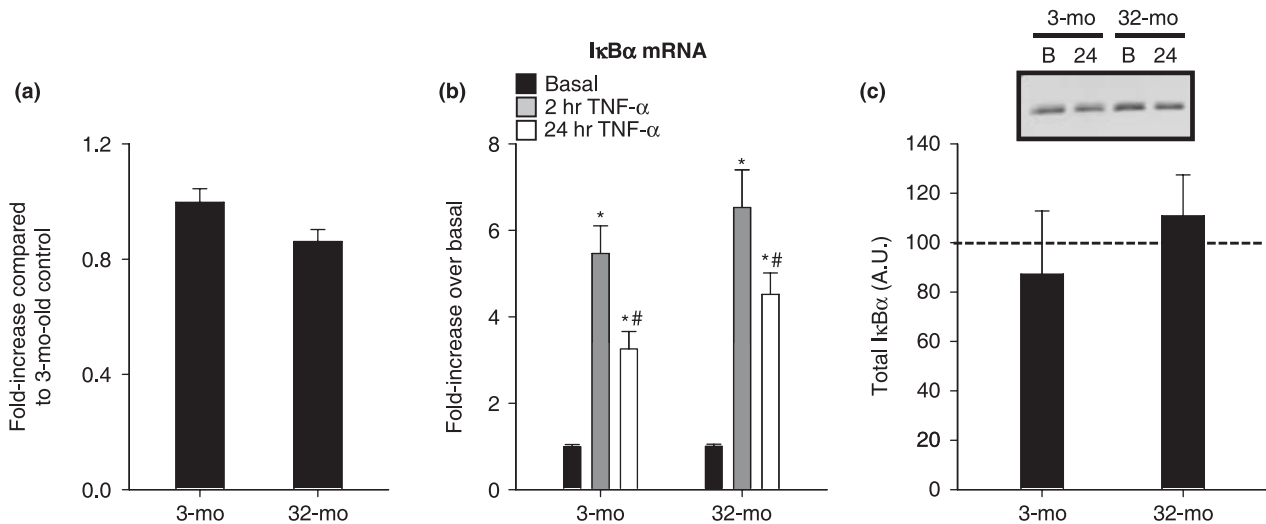 IκBα mRNA
(a)
Fold-increase compared
to 3-mo-old control
1.2
0.8
0.4
0.0
3-mo 32-mo
(b)
Basal
2 hr TNF-α
24 hr TNF-α
Fold-increase over basal
8
6
4
2
0
*
*#
*
*#
3-mo 32-mo
(c)
3-mo 32-mo
B 24 B 24
Total IκBα (A.U.)
140
120
100
80
60
40
20
0
3-mo 32-mo